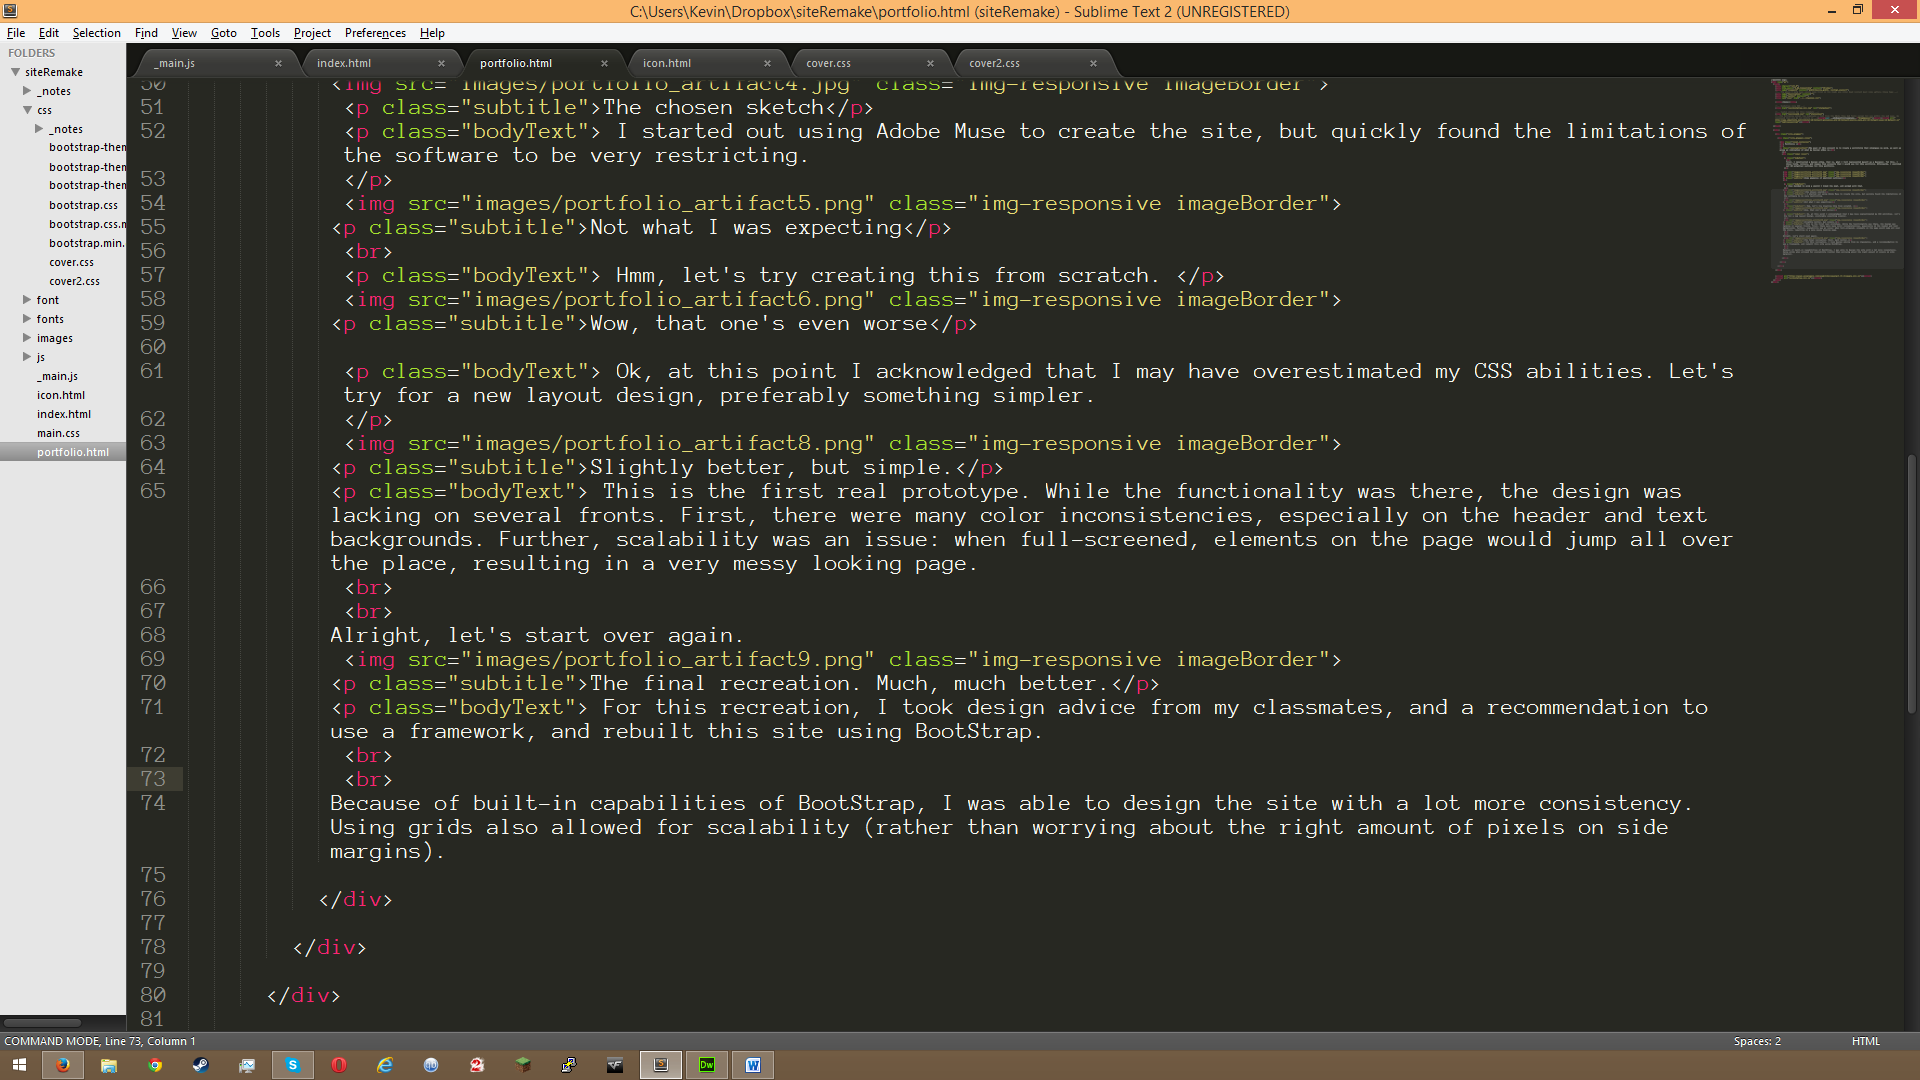 C:\Users\Kevin\Dropbox\siteRemake\portfolio.html (siteRemake) - Sublime Text 2 (UNREGISTERED)
File Edit Selection Find View Goto Tools Project Preferences Help
FOLDERS
siteRemake
_notes
css
_notes
bootstrap-then
bootstrap-then
bootstrap-then
bootstrap.css
bootstrap.css.n
bootstrap.min.
cover.css
cover2.css
font
fonts
images
js
_main.js
icon.html
index.html
main.css
portfolio.html
_main.js × index.html × portfolio.html × icon.html × cover.css × cover2.css ×
50 <img src="images/portfolio_artifact4.jpg" class="img-responsive imageBorder">
51 <p class="subtitle">The chosen sketch</p>
52 <p class="bodyText"> I started out using Adobe Muse to create the site, but quickly found the limitations of
the software to be very restricting.
53 </p>
54 <img src="images/portfolio_artifact5.png" class="img-responsive imageBorder">
55 <p class="subtitle">Not what I was expecting</p>
56 <br>
57 <p class="bodyText"> Hmm, let's try creating this from scratch. </p>
58 <img src="images/portfolio_artifact6.png" class="img-responsive imageBorder">
59 <p class="subtitle">Wow, that one's even worse</p>
60
61 <p class="bodyText"> Ok, at this point I acknowledged that I may have overestimated my CSS abilities. Let's
try for a new layout design, preferably something simpler.
62 </p>
63 <img src="images/portfolio_artifact8.png" class="img-responsive imageBorder">
64 <p class="subtitle">Slightly better, but simple.</p>
65 <p class="bodyText"> This is the first real prototype. While the functionality was there, the design was
lacking on several fronts. First, there were many color inconsistencies, especially on the header and text
backgrounds. Further, scalability was an issue: when full-screened, elements on the page would jump all over
the place, resulting in a very messy looking page.
66 <br>
67 <br>
68 Alright, let's start over again.
69 <img src="images/portfolio_artifact9.png" class="img-responsive imageBorder">
70 <p class="subtitle">The final recreation. Much, much better.</p>
71 <p class="bodyText"> For this recreation, I took design advice from my classmates, and a recommendation to
use a framework, and rebuilt this site using BootStrap.
72 <br>
73 <br>
74 Because of built-in capabilities of BootStrap, I was able to design the site with a lot more consistency.
Using grids also allowed for scalability (rather than worrying about the right amount of pixels on side
margins).
75
76 </div>
77
78 </div>
79
80 </div>
81
COMMAND MODE, Line 73, Column 1
Spaces: 2 HTML